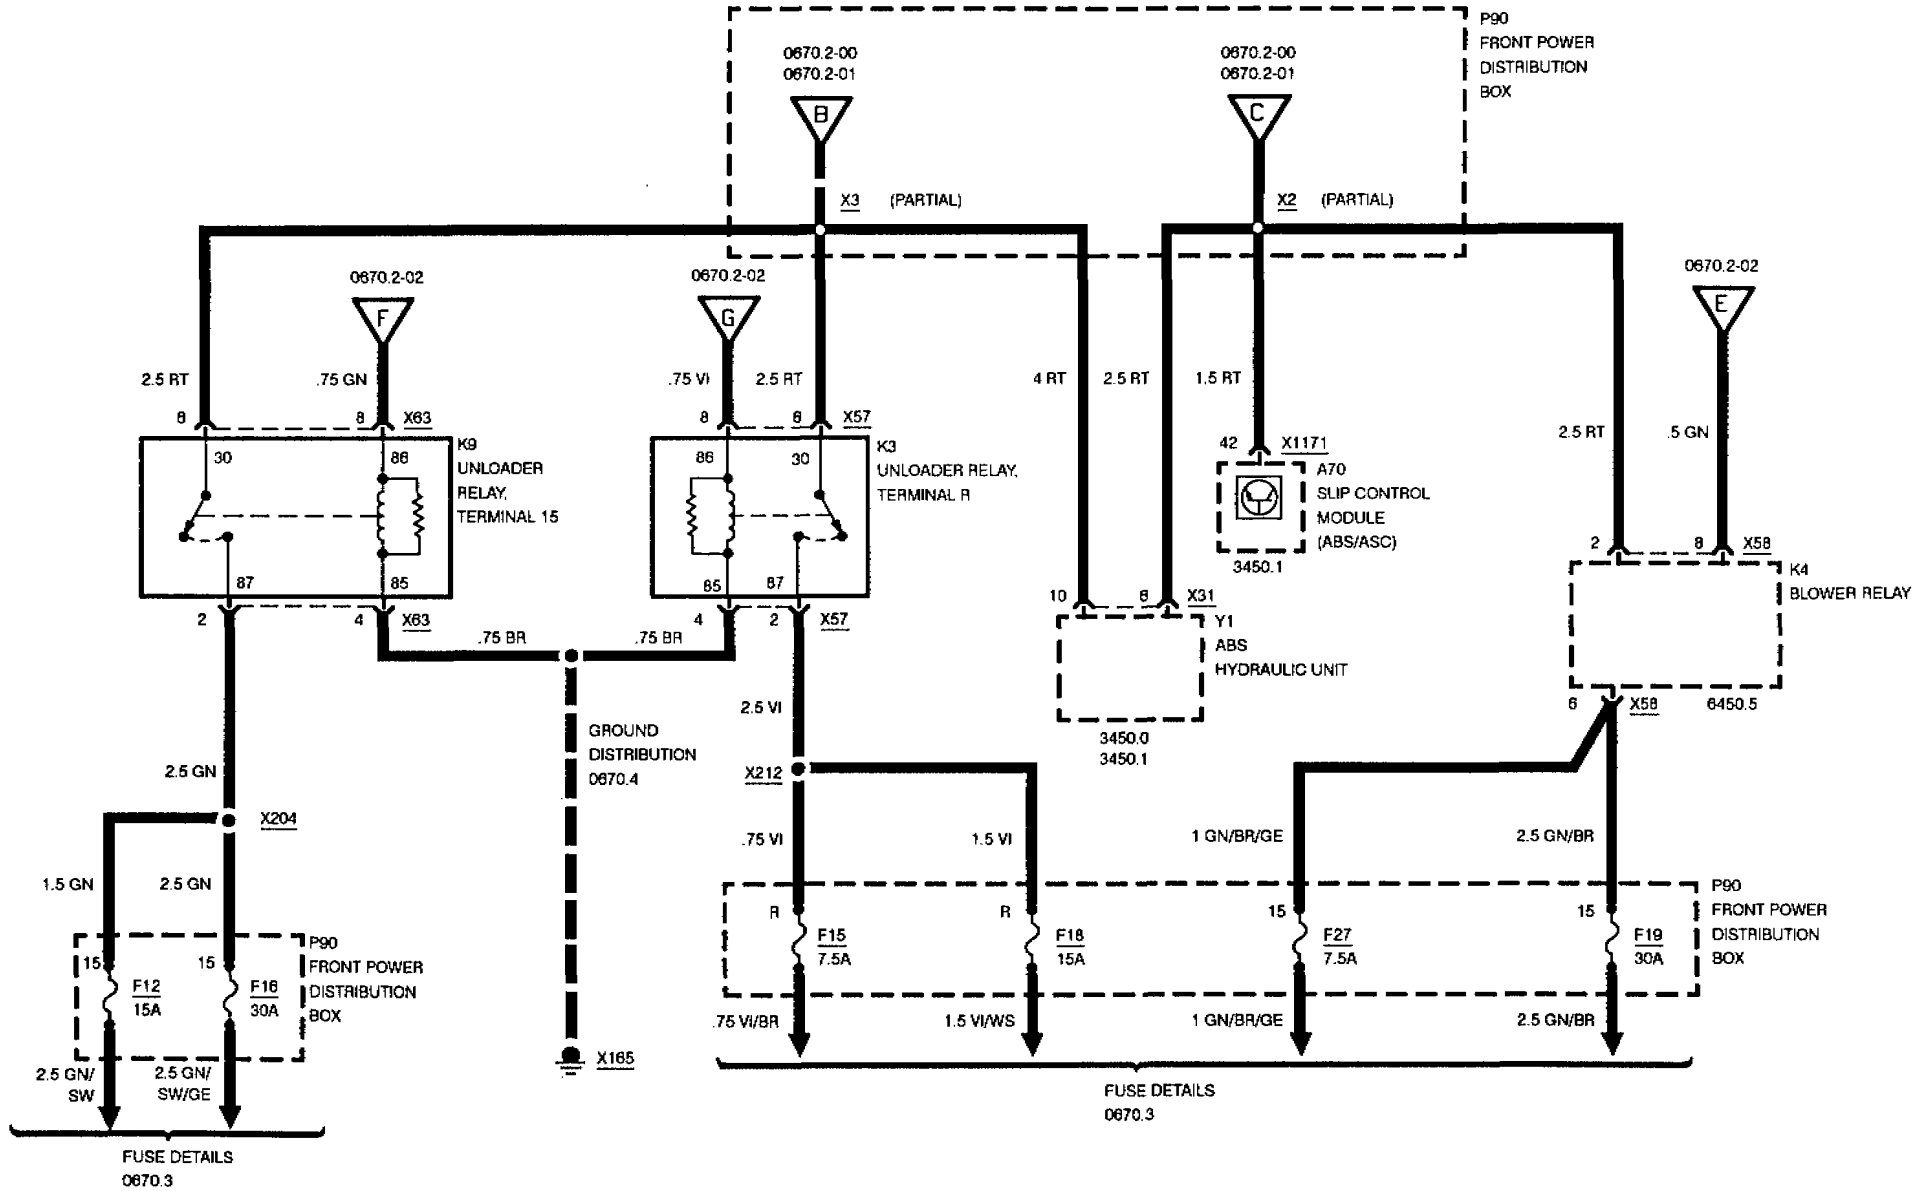 P90
FRONT POWER
DISTRIBUTION
BOX
0670.2-00
0670.2-01
B
X3 (PARTIAL)
0670.2-00
0670.2-01
C
X2 (PARTIAL)
0670.2-02
F
0670.2-02
G
0670.2-02
E
2.5 RT
.75 GN
.75 VI
2.5 RT
4 RT
2.5 RT
1.5 RT
2.5 RT
.5 GN
6
8
X63
8
6
X57
42
X1171
30
86
K9
UNLOADER
RELAY,
TERMINAL 15
86
30
K3
UNLOADER RELAY,
TERMINAL R
A70
SLIP CONTROL
MODULE
(ABS/ASC)
3450.1
2
8
X58
K4
BLOWER RELAY
87
85
85
87
10
6
X31
Y1
ABS
HYDRAULIC UNIT
3450.0
3450.1
2
4
X63
4
2
X57
.75 BR
.75 BR
6
X58
6450.5
2.5 VI
GROUND
DISTRIBUTION
0670.4
X212
2.5 GN
X204
.75 VI
1.5 VI
1 GN/BR/GE
2.5 GN/BR
1.5 GN
2.5 GN
P90
FRONT POWER
DISTRIBUTION
BOX
R
F15
7.5A
R
F18
15A
15
F27
7.5A
15
F19
30A
P90
FRONT POWER
DISTRIBUTION
BOX
15
F12
15A
15
F16
30A
.75 VI/BR
1.5 VI/WS
1 GN/BR/GE
2.5 GN/BR
X165
2.5 GN/
SW
2.5 GN/
SW/GE
FUSE DETAILS
0670.3
FUSE DETAILS
0670.3